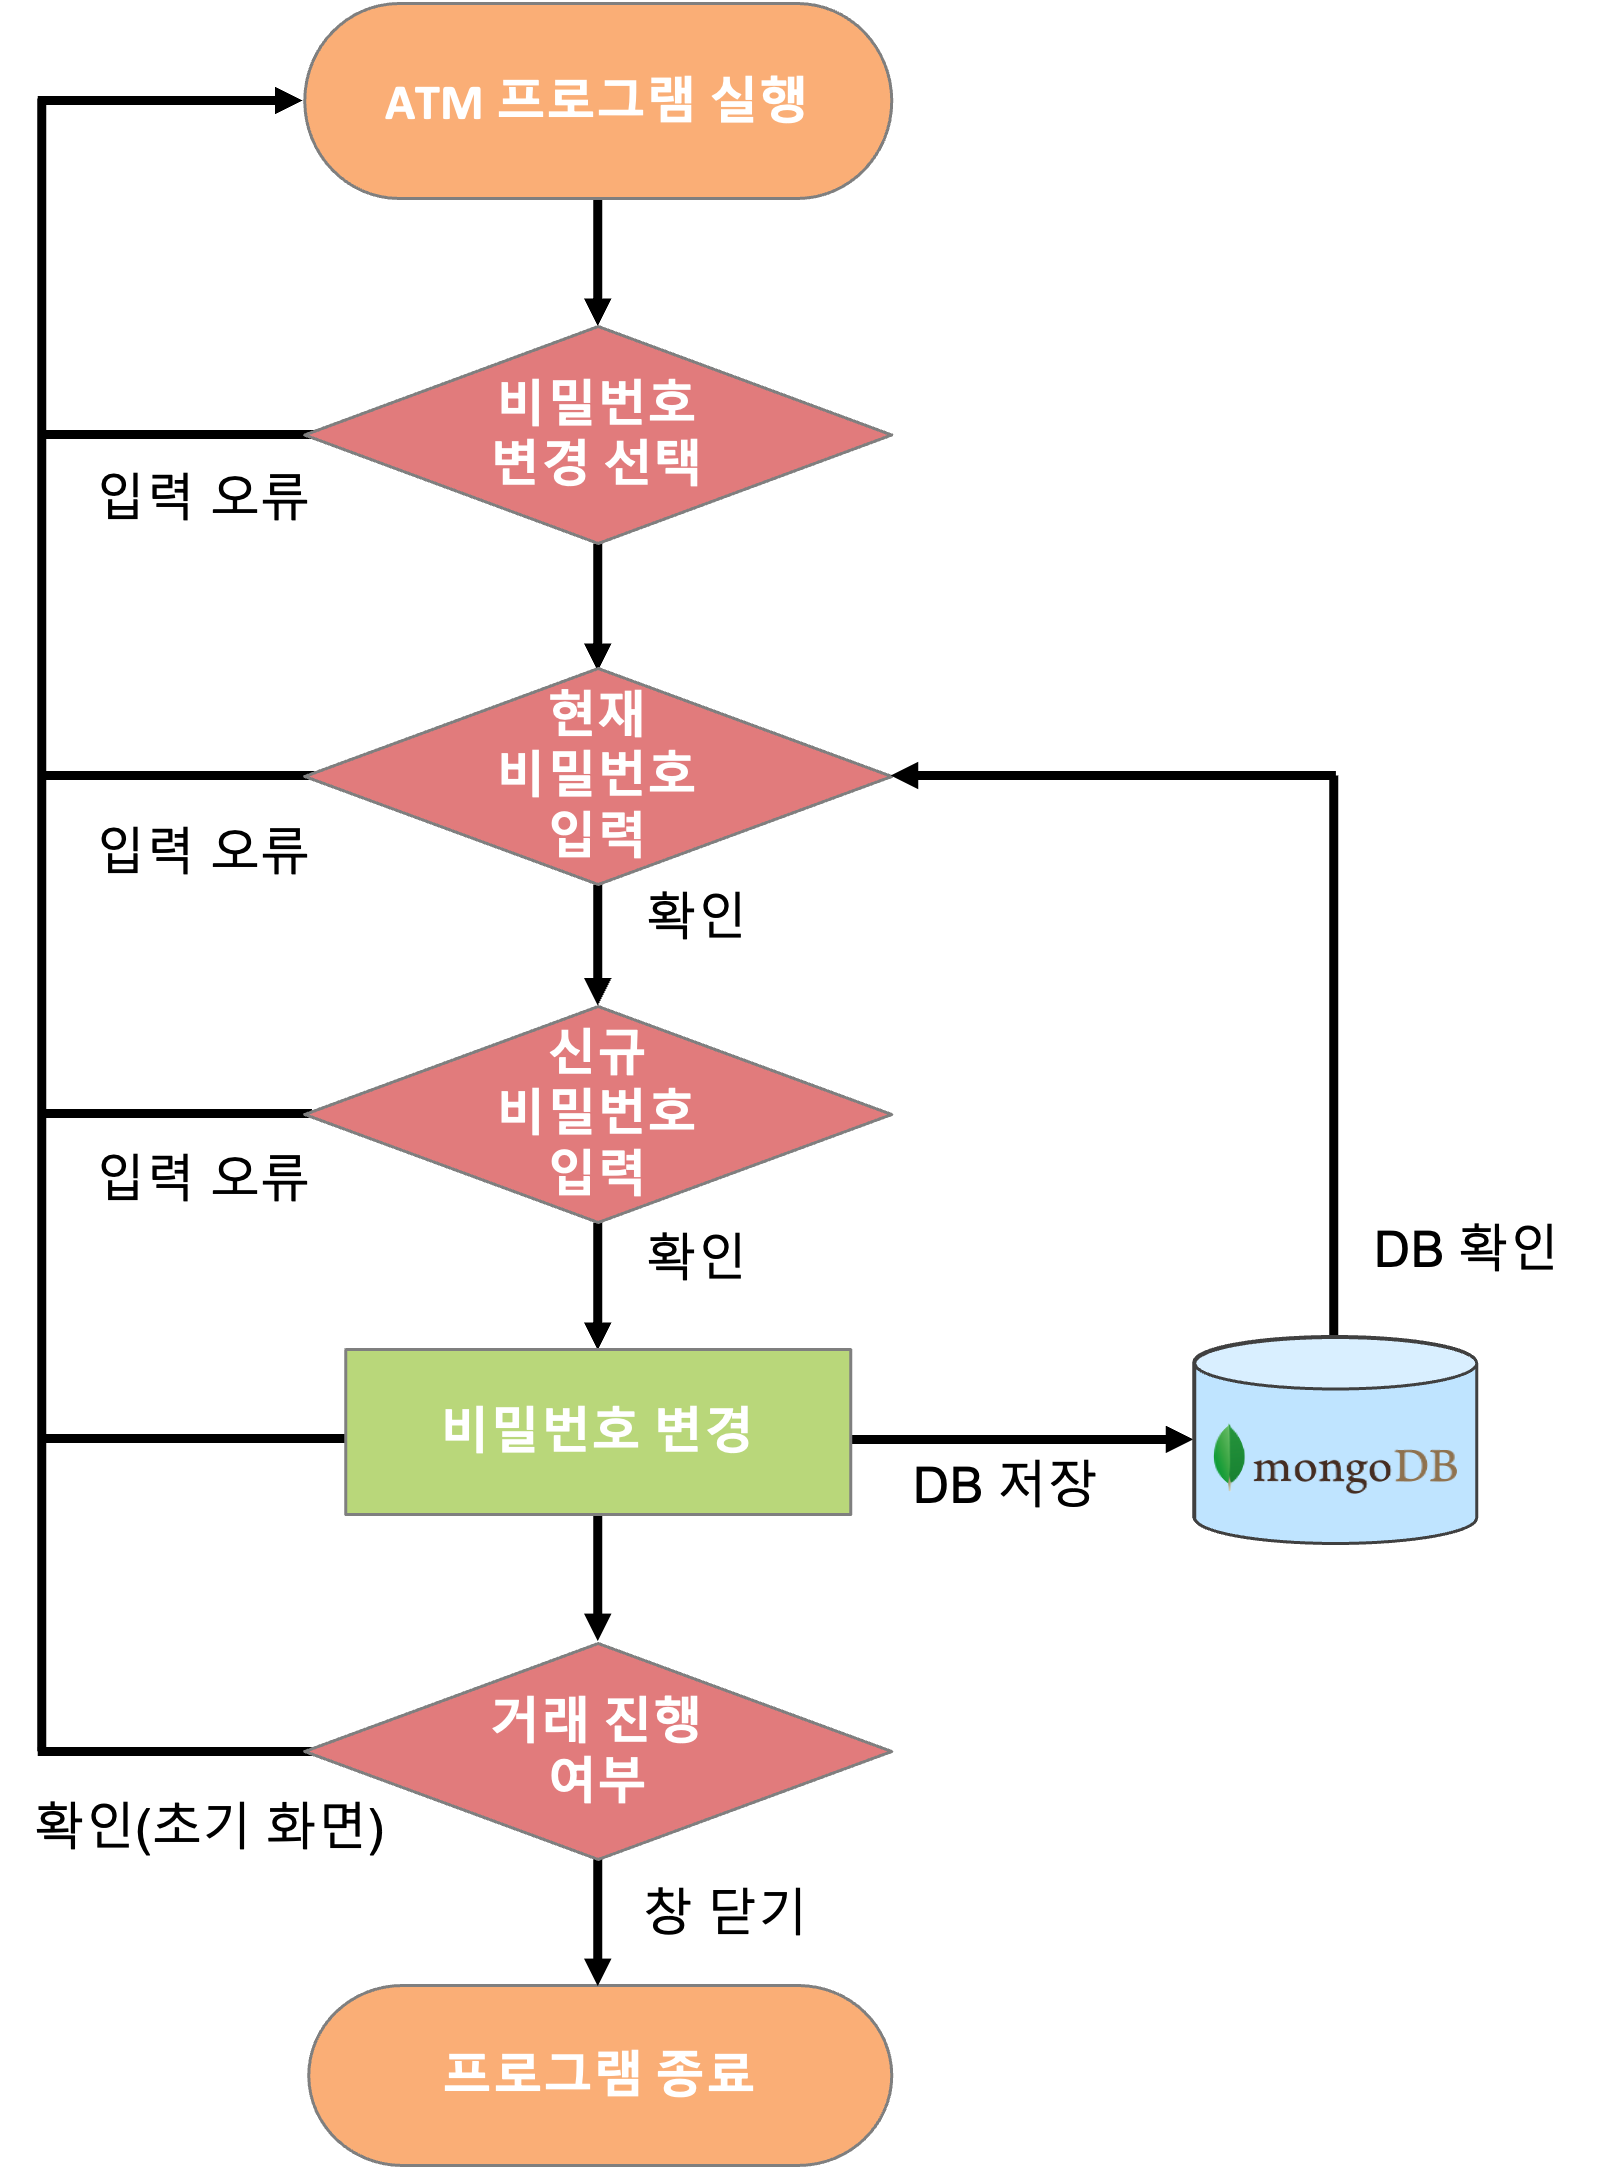 ATM 프로그램 실행
비밀번호
변경 선택
입력 오류
현재
비밀번호
입력
입력 오류
확인
신규
비밀번호
입력
입력 오류
확인
DB 확인
비밀번호 변경
mongoDB
DB 저장
거래 진행
여부
확인(초기 화면)
창 닫기
프로그램 종료